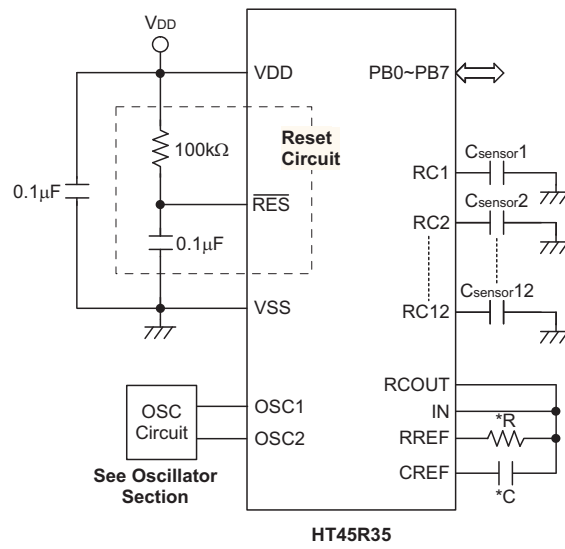 VDD
VDD
PB0~PB7
100kΩ
Reset
Circuit
0.1μF
RES
0.1μF
VSS
RC1
Csensor1
RC2
Csensor2
RC12
Csensor12
RCOUT
IN
RREF
*R
CREF
*C
OSC
Circuit
OSC1
OSC2
See Oscillator
Section
HT45R35